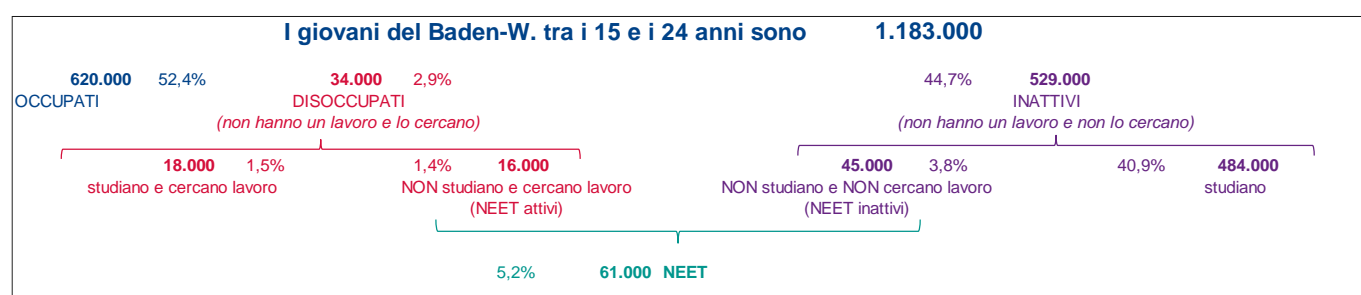 I giovani del Baden-W. tra i 15 e i 24 anni sono 1.183.000
620.000 52,4% 34.000 2,9% 44,7% 529.000
OCCUPATI DISOCCUPATI INATTIVI
(non hanno un lavoro e lo cercano) (non hanno un lavoro e non lo cercano)
18.000 1,5% 1,4% 16.000 45.000 3,8% 40,9% 484.000
studiano e cercano lavoro NON studiano e cercano lavoro NON studiano e NON cercano lavoro studiano
(NEET attivi) (NEET inattivi)
5,2% 61.000 NEET